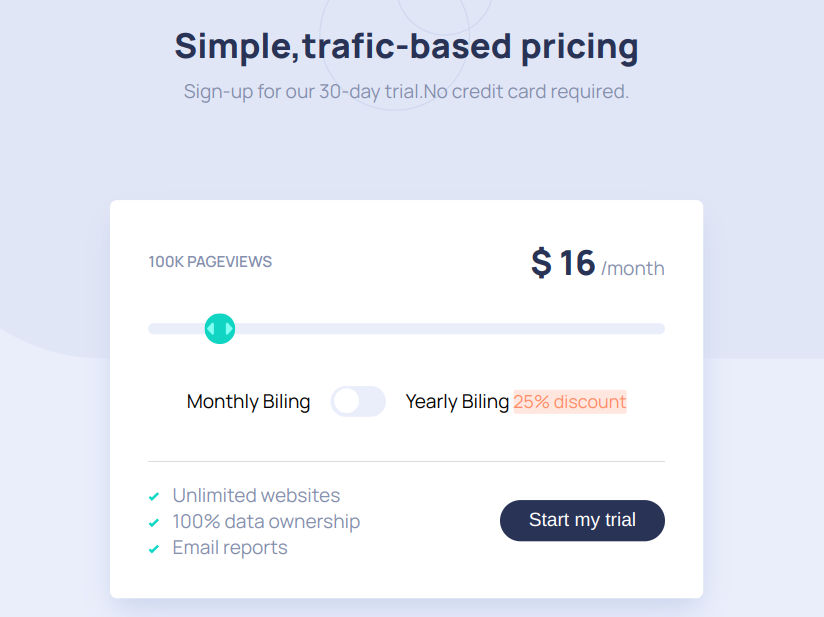 Simple,trafic-based pricing
Sign-up for our 30-day trial.No credit card required.
100K PAGEVIEWS
$ 16 /month
Monthly Biling
Yearly Biling 25% discount
Unlimited websites
100% data ownership
Email reports
Start my trial